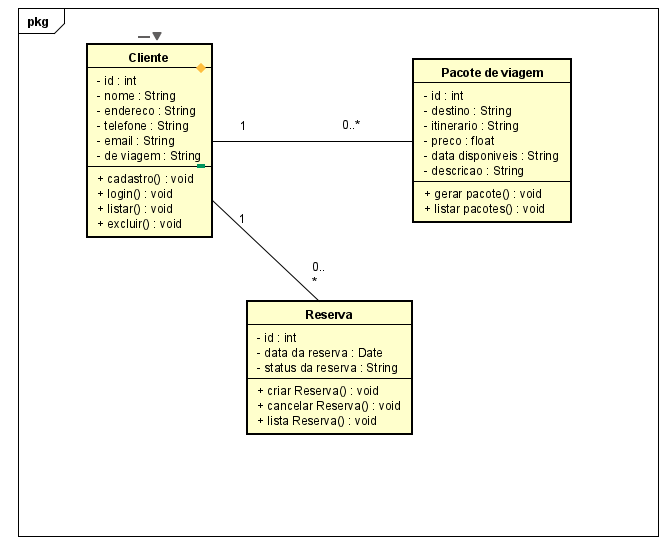 pkg
Cliente
- id : int
- nome : String
- endereco : String
- telefone : String
- email : String
- de viagem : String
+ cadastro() : void
+ login() : void
+ listar() : void
+ excluir() : void
1
0..*
Pacote de viagem
- id : int
- destino : String
- itinerario : String
- preco : float
- data disponiveis : String
- descricao : String
+ gerar pacote() : void
+ listar pacotes() : void
1
0..
*
Reserva
- id : int
- data da reserva : Date
- status da reserva : String
+ criar Reserva() : void
+ cancelar Reserva() : void
+ lista Reserva() : void